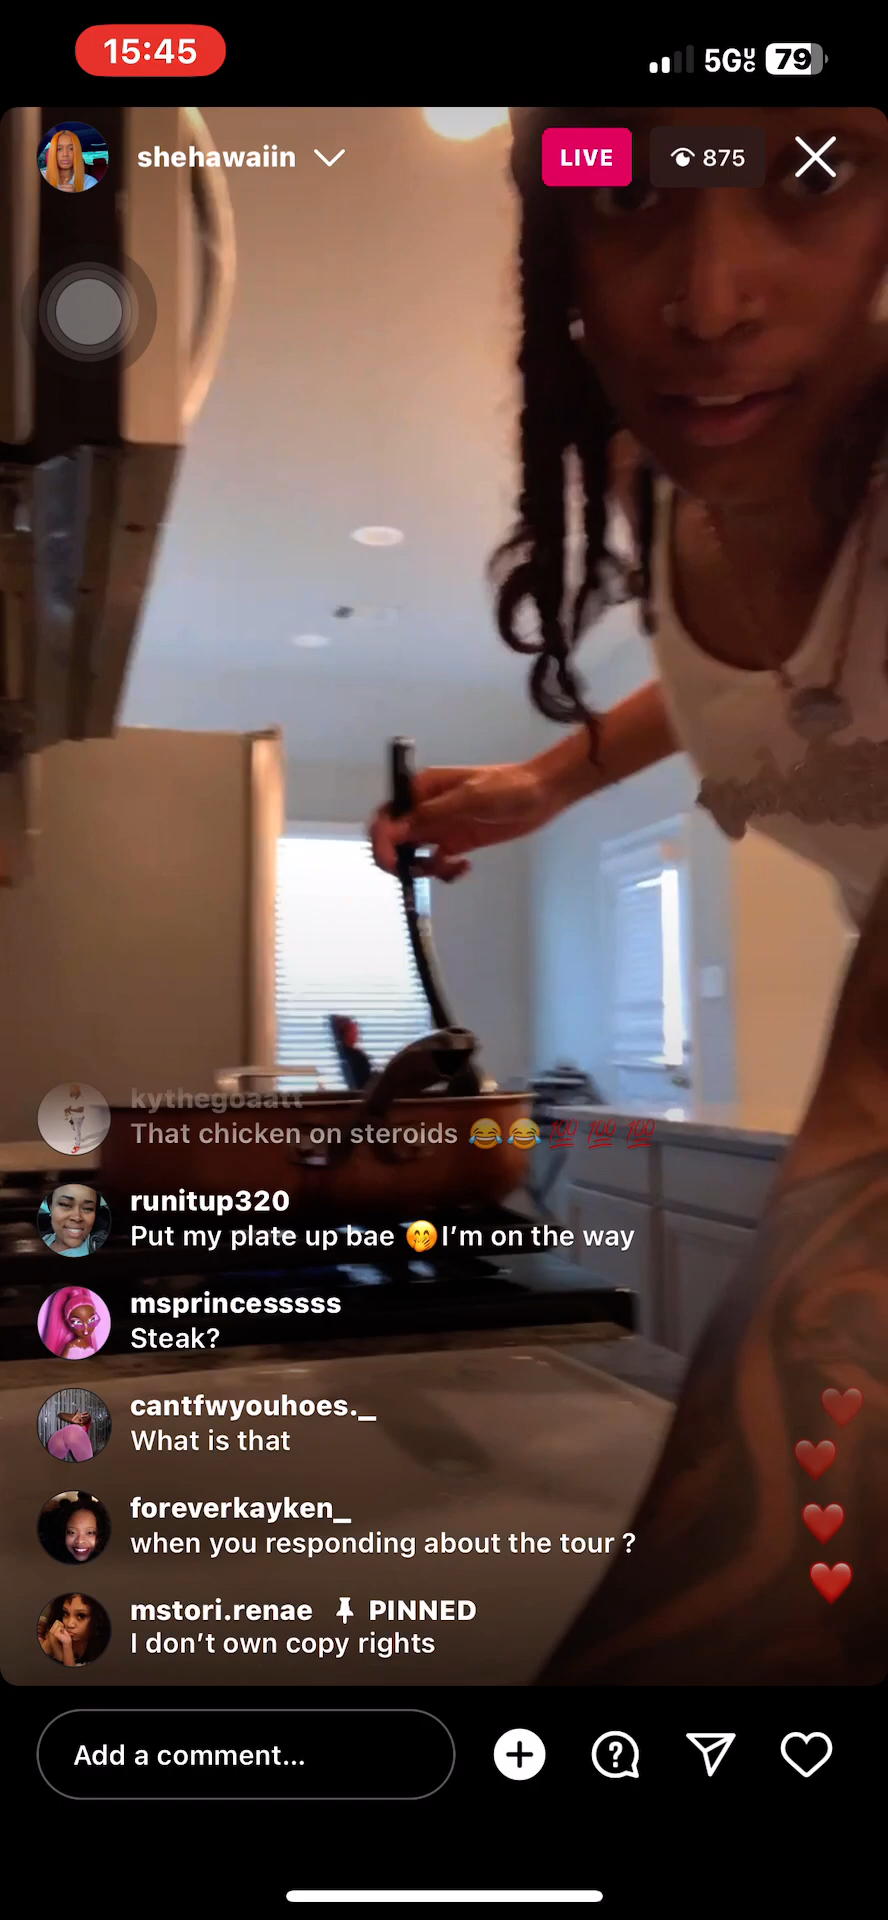 15:45
5GUC 79
shehawaiin
LIVE
875
kythegoaatt
That chicken on steroids 😂😂💯💯💯
runitup320
Put my plate up bae 🤭I’m on the way
msprincesssss
Steak?
cantfwyouhoes._
What is that
foreverkayken_
when you responding about the tour ?
mstori.renae PINNED
I don’t own copy rights
Add a comment...